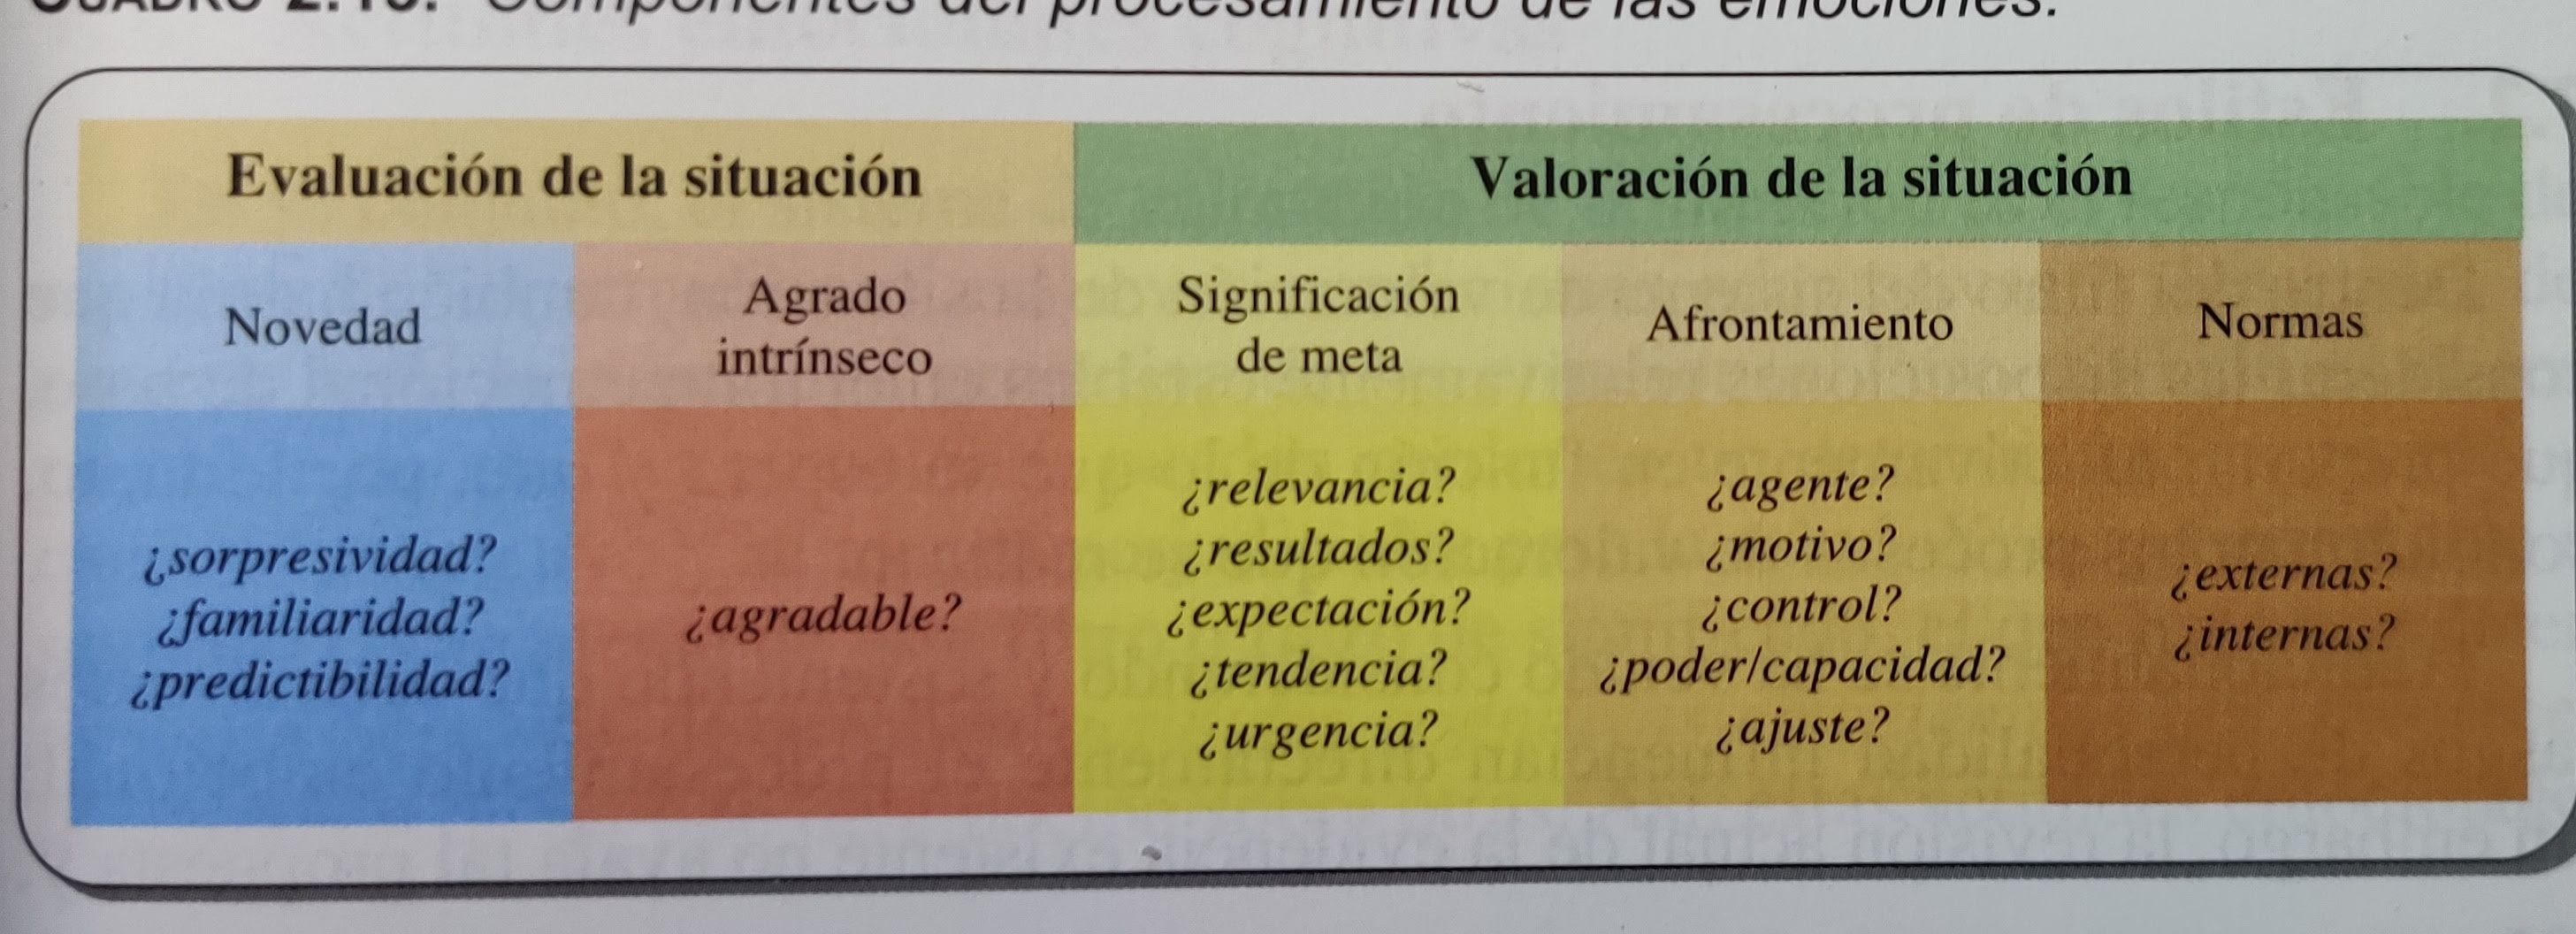 Componentes del procesamiento de las emociones.
Evaluación de la situación
Valoración de la situación
Novedad
Agrado
intrínseco
Significación
de meta
Afrontamiento
Normas
¿sorpresividad?
¿familiaridad?
¿predictibilidad?
¿agradable?
¿relevancia?
¿resultados?
¿expectación?
¿tendencia?
¿urgencia?
¿agente?
¿motivo?
¿control?
¿poder/capacidad?
¿ajuste?
¿externas?
¿internas?